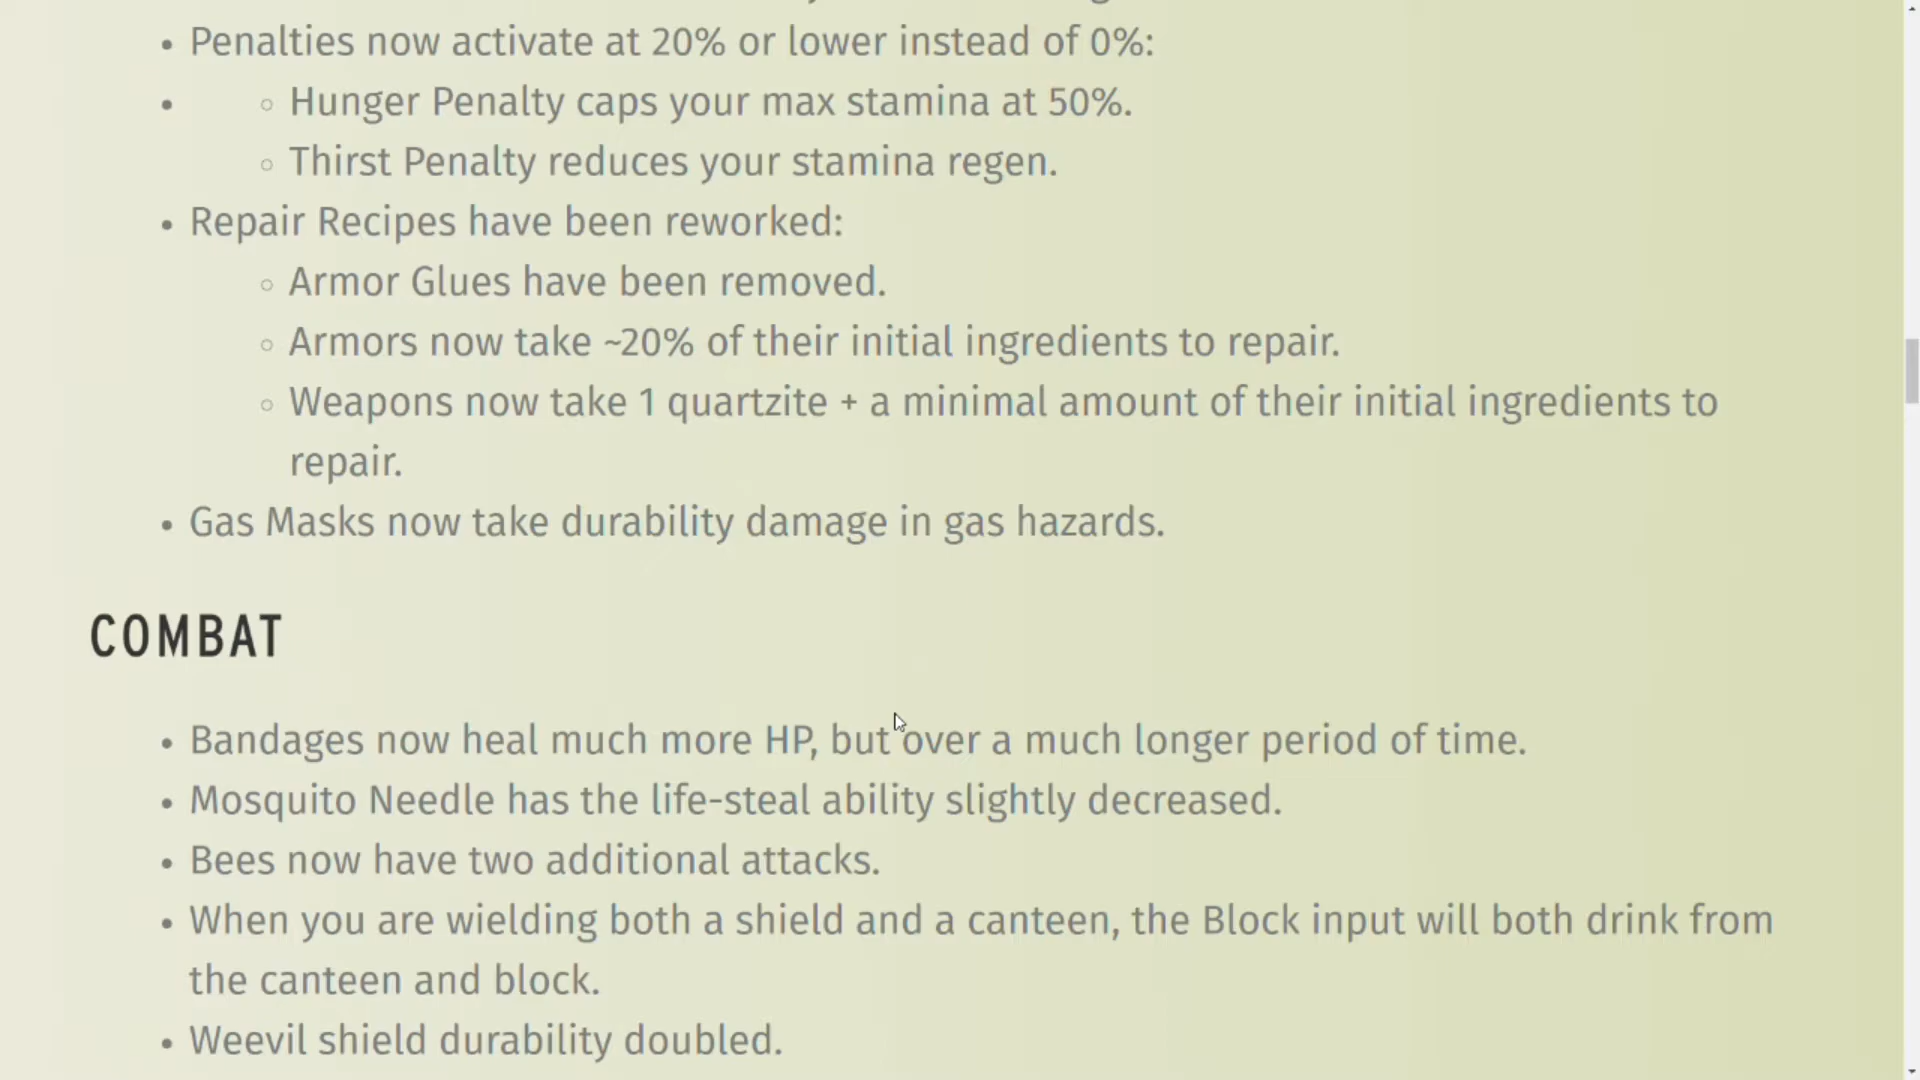 Penalties now activate at 20% or lower instead of 0%:
Hunger Penalty caps your max stamina at 50%.
Thirst Penalty reduces your stamina regen.
Repair Recipes have been reworked:
Armor Glues have been removed.
Armors now take ~20% of their initial ingredients to repair.
Weapons now take 1 quartzite + a minimal amount of their initial ingredients to
repair.
Gas Masks now take durability damage in gas hazards.
COMBAT
Bandages now heal much more HP, but over a much longer period of time.
Mosquito Needle has the life-steal ability slightly decreased.
Bees now have two additional attacks.
When you are wielding both a shield and a canteen, the Block input will both drink from
the canteen and block.
Weevil shield durability doubled.